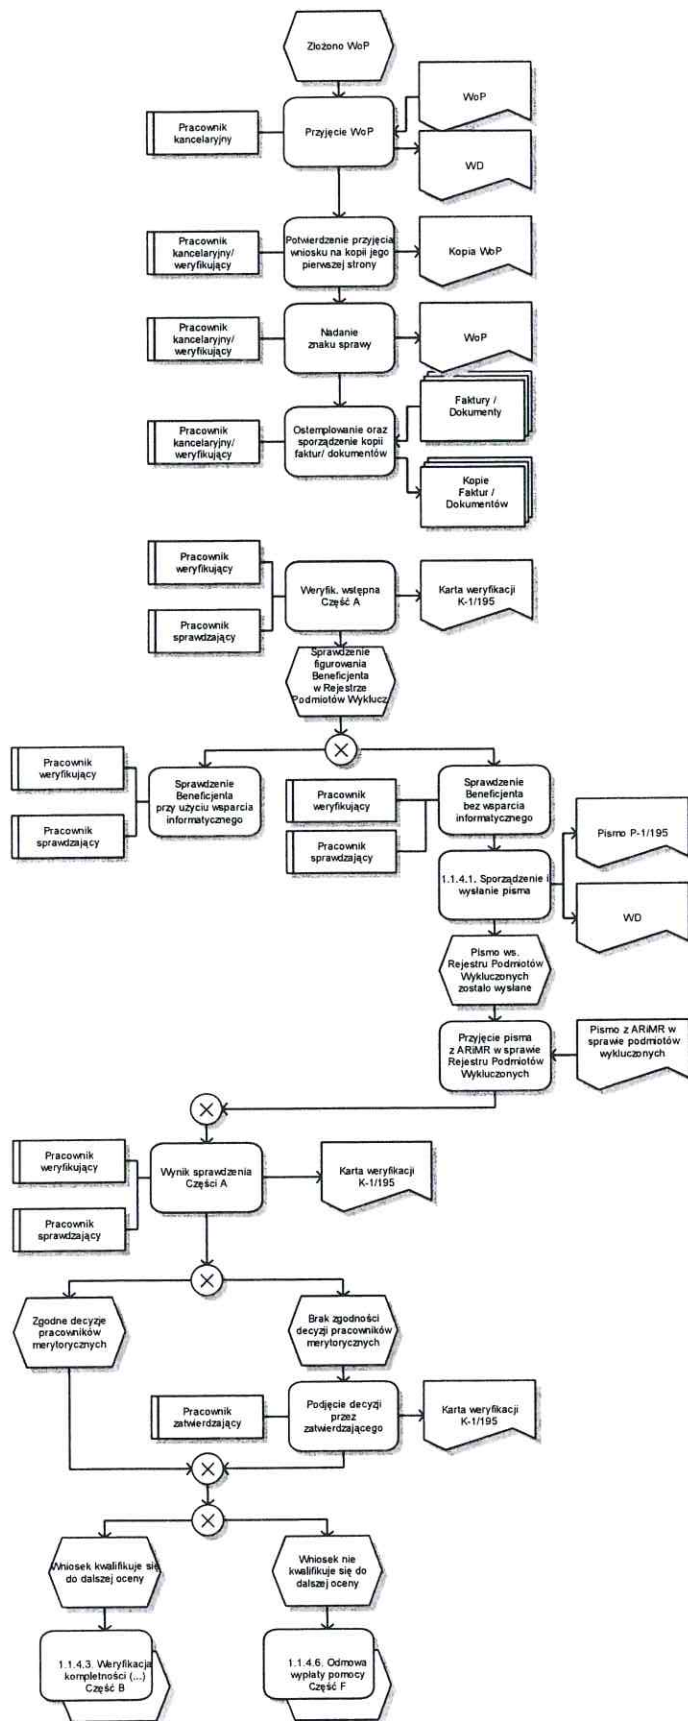 Złożono WoP
Pracownik
kancelaryjny
Przyjęcie WoP
WoP
WD
Pracownik
kancelaryjny/
weryfikujący
Potwierdzenie przyjęcia
wniosku na kopii jego
pierwszej strony
Kopia WoP
Pracownik
kancelaryjny/
weryfikujący
Nadanie
znaku sprawy
WoP
Pracownik
kancelaryjny/
weryfikujący
Ostemplowanie oraz
sporządzenie kopii
faktur/ dokumentów
Faktury /
Dokumenty
Kopie
Faktur /
Dokumentów
Pracownik
weryfikujący
Pracownik
sprawdzający
Weryfik. wstępna
Część A
Karta weryfikacji
K-1/195
Sprawdzenie
figurowania
Beneficjenta
w Rejestrze
Podmiotów Wyklucz
Pracownik
weryfikujący
Pracownik
sprawdzający
Sprawdzenie
Beneficjenta
przy użyciu wsparcia
informatycznego
Pracownik
weryfikujący
Pracownik
sprawdzający
Sprawdzenie
Beneficjenta
bez wsparcia
informatycznego
1.1.4.1. Sporządzenie i
wysłanie pisma
Pismo P-1/195
WD
Pismo ws.
Rejestru Podmiotów
Wykluczonych
zostało wysłane
Przyjęcie pisma
z ARiMR w sprawie
Rejestru Podmiotów
Wykluczonych
Pismo z ARiMR w
sprawie podmiotów
wykluczonych
Pracownik
weryfikujący
Pracownik
sprawdzający
Wynik sprawdzenia
Części A
Karta weryfikacji
K-1/195
Zgodne decyzje
pracowników
merytorycznych
Brak zgodności
decyzji pracowników
merytorycznych
Pracownik
zatwierdzający
Podjęcie decyzji
przez
zatwierdzającego
Karta weryfikacji
K-1/195
Wniosek kwalifikuje się
do dalszej oceny
Wniosek nie
kwalifikuje się do
dalszej oceny
1.1.4.3. Weryfikacja
kompletności (...)
Część B
1.1.4.6. Odmowa
wypłaty pomocy
Część F